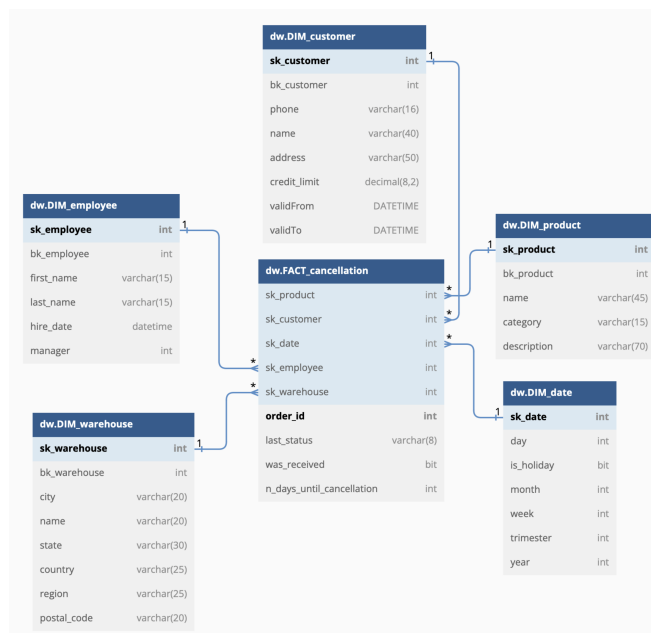 dw.DIM_customer
sk_customer int
bk_customer int
phone varchar(16)
name varchar(40)
address varchar(50)
credit_limit decimal(8,2)
validFrom DATETIME
validTo DATETIME
dw.DIM_employee
sk_employee int
bk_employee int
first_name varchar(15)
last_name varchar(15)
hire_date datetime
manager int
dw.FACT_cancellation
sk_product int
sk_customer int
sk_date int
sk_employee int
sk_warehouse int
order_id int
last_status varchar(8)
was_received bit
n_days_until_cancellation int
dw.DIM_product
sk_product int
bk_product int
name varchar(45)
category varchar(15)
description varchar(70)
dw.DIM_warehouse
sk_warehouse int
bk_warehouse int
city varchar(20)
name varchar(20)
state varchar(30)
country varchar(25)
region varchar(25)
postal_code varchar(20)
dw.DIM_date
sk_date int
day int
is_holiday bit
month int
week int
trimester int
year int
1
1
1
1
1
*
*
*
*
*